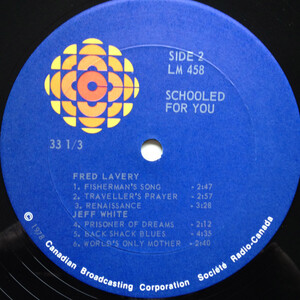 SIDE 2
LM 458
SCHOOLED
FOR YOU
33 1/3
FRED LAVERY
1. FISHERMAN'S SONG - 2:47
2. TRAVELLER'S PRAYER - 2:57
3. RENAISSANCE - 3:28
JEFF WHITE
4. PRISONER OF DREAMS - 2:12
5. BACK SHACK BLUES - 4:35
6. WORLD'S ONLY MOTHER - 2:40
© 1978 Canadian Broadcasting Corporation Société Radio-Canada